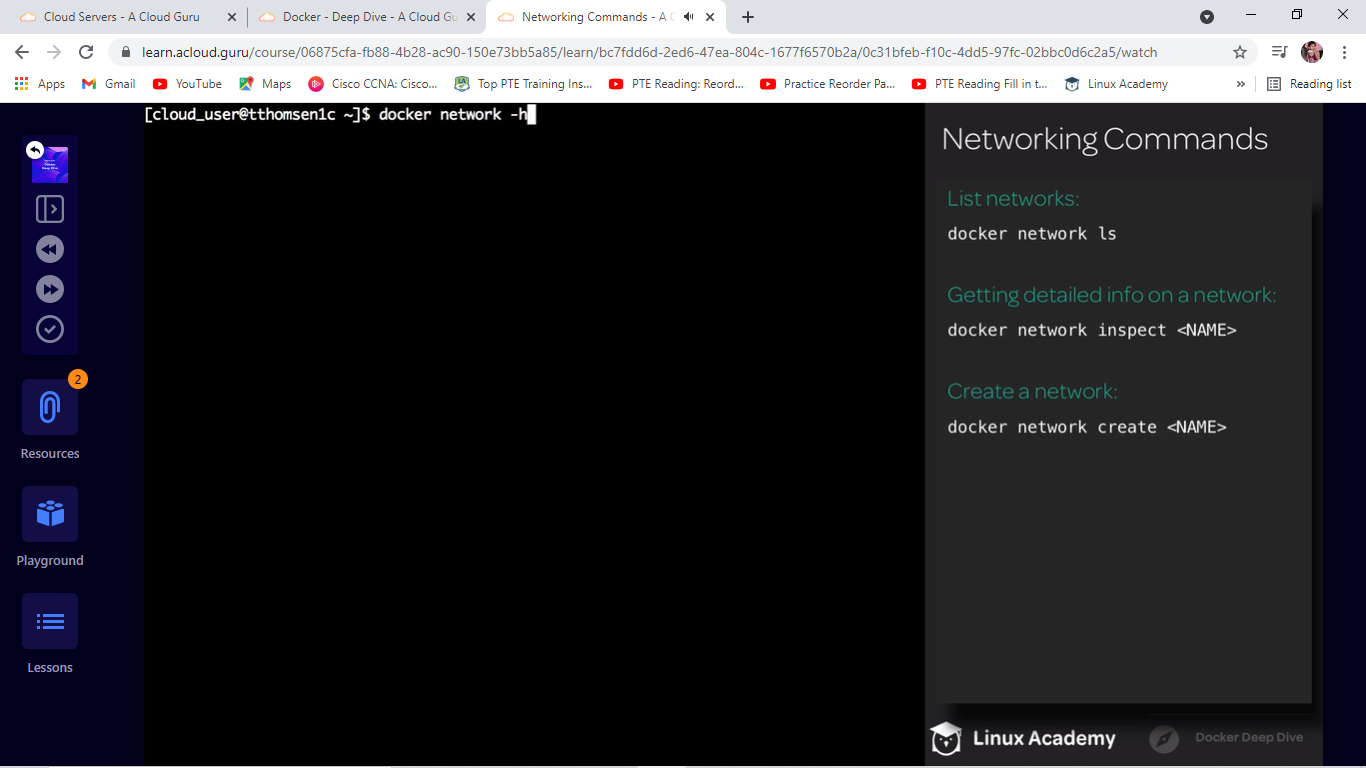 Cloud Servers - A Cloud Guru
Docker - Deep Dive - A Cloud Gu
Networking Commands - A C
learn.acloud.guru/course/06875cfa-fb88-4b28-ac90-150e73bb5a85/learn/bc7fdd6d-2ed6-47ea-804c-1677f6570b2a/0c31bfeb-f10c-4dd5-97fc-02bbc0d6c2a5/watch
Apps
Gmail
YouTube
Maps
Cisco CCNA: Cisco...
Top PTE Training Ins...
PTE Reading: Reord...
Practice Reorder Pa...
PTE Reading Fill in t...
Linux Academy
»
Reading list
[cloud_user@tthomsen1c ~]$ docker network -h
Docker
Deep Dive
2
Resources
Playground
Lessons
Networking Commands
List networks:
docker network ls
Getting detailed info on a network:
docker network inspect <NAME>
Create a network:
docker network create <NAME>
Linux Academy
Docker Deep Dive